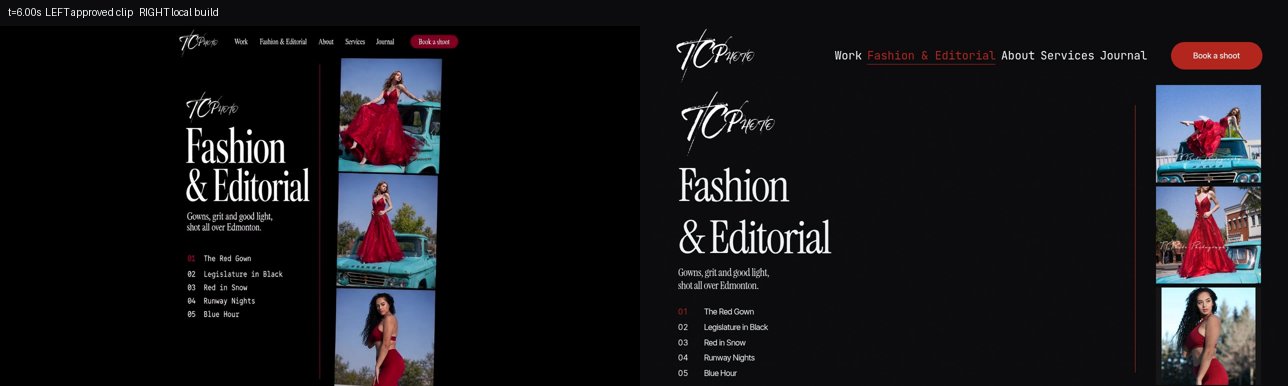 t=6.00s LEFT approved clip RIGHT local build
TCPHOTO
Work Fashion & Editorial About Services Journal Book a shoot
TCPHOTO
Fashion
& Editorial
Gowns, grit and good light,
shot all over Edmonton.
01 The Red Gown
02 Legislature in Black
03 Red in Snow
04 Runway Nights
05 Blue Hour
TCPHOTO
Work Fashion & Editorial About Services Journal Book a shoot
TCPHOTO
Fashion
& Editorial
Gowns, grit and good light,
shot all over Edmonton.
01 The Red Gown
02 Legislature in Black
03 Red in Snow
04 Runway Nights
05 Blue Hour